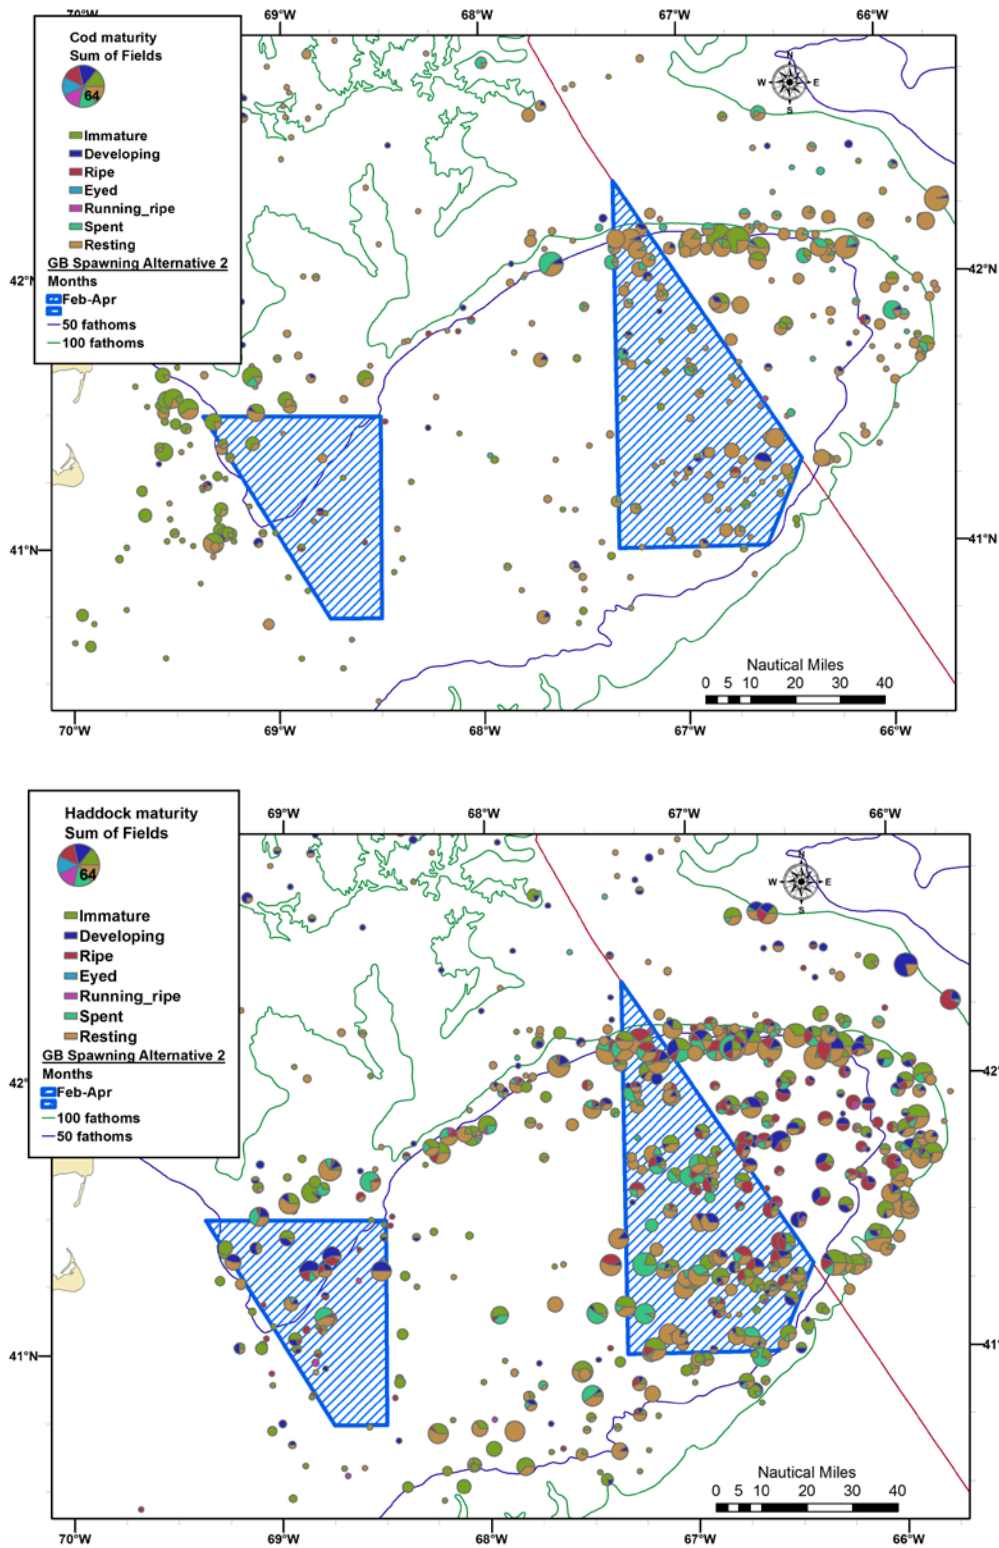 70°W
69°W
68°W
67°W
66°W
Cod maturity
Sum of Fields
64
Immature
Developing
Ripe
Eyed
Running_ripe
Spent
Resting
GB Spawning Alternative 2
Months
Feb-Apr
50 fathoms
100 fathoms
N
W
E
S
42°N
42°N
41°N
41°N
Nautical Miles
0 5 10 20 30 40
70°W
69°W
68°W
67°W
66°W
69°W
68°W
67°W
66°W
Haddock maturity
Sum of Fields
64
Immature
Developing
Ripe
Eyed
Running_ripe
Spent
Resting
GB Spawning Alternative 2
Months
Feb-Apr
100 fathoms
50 fathoms
N
W
E
S
42°
42°
41°N
41°N
Nautical Miles
0 5 10 20 30 40
70°W
69°W
68°W
67°W
66°W